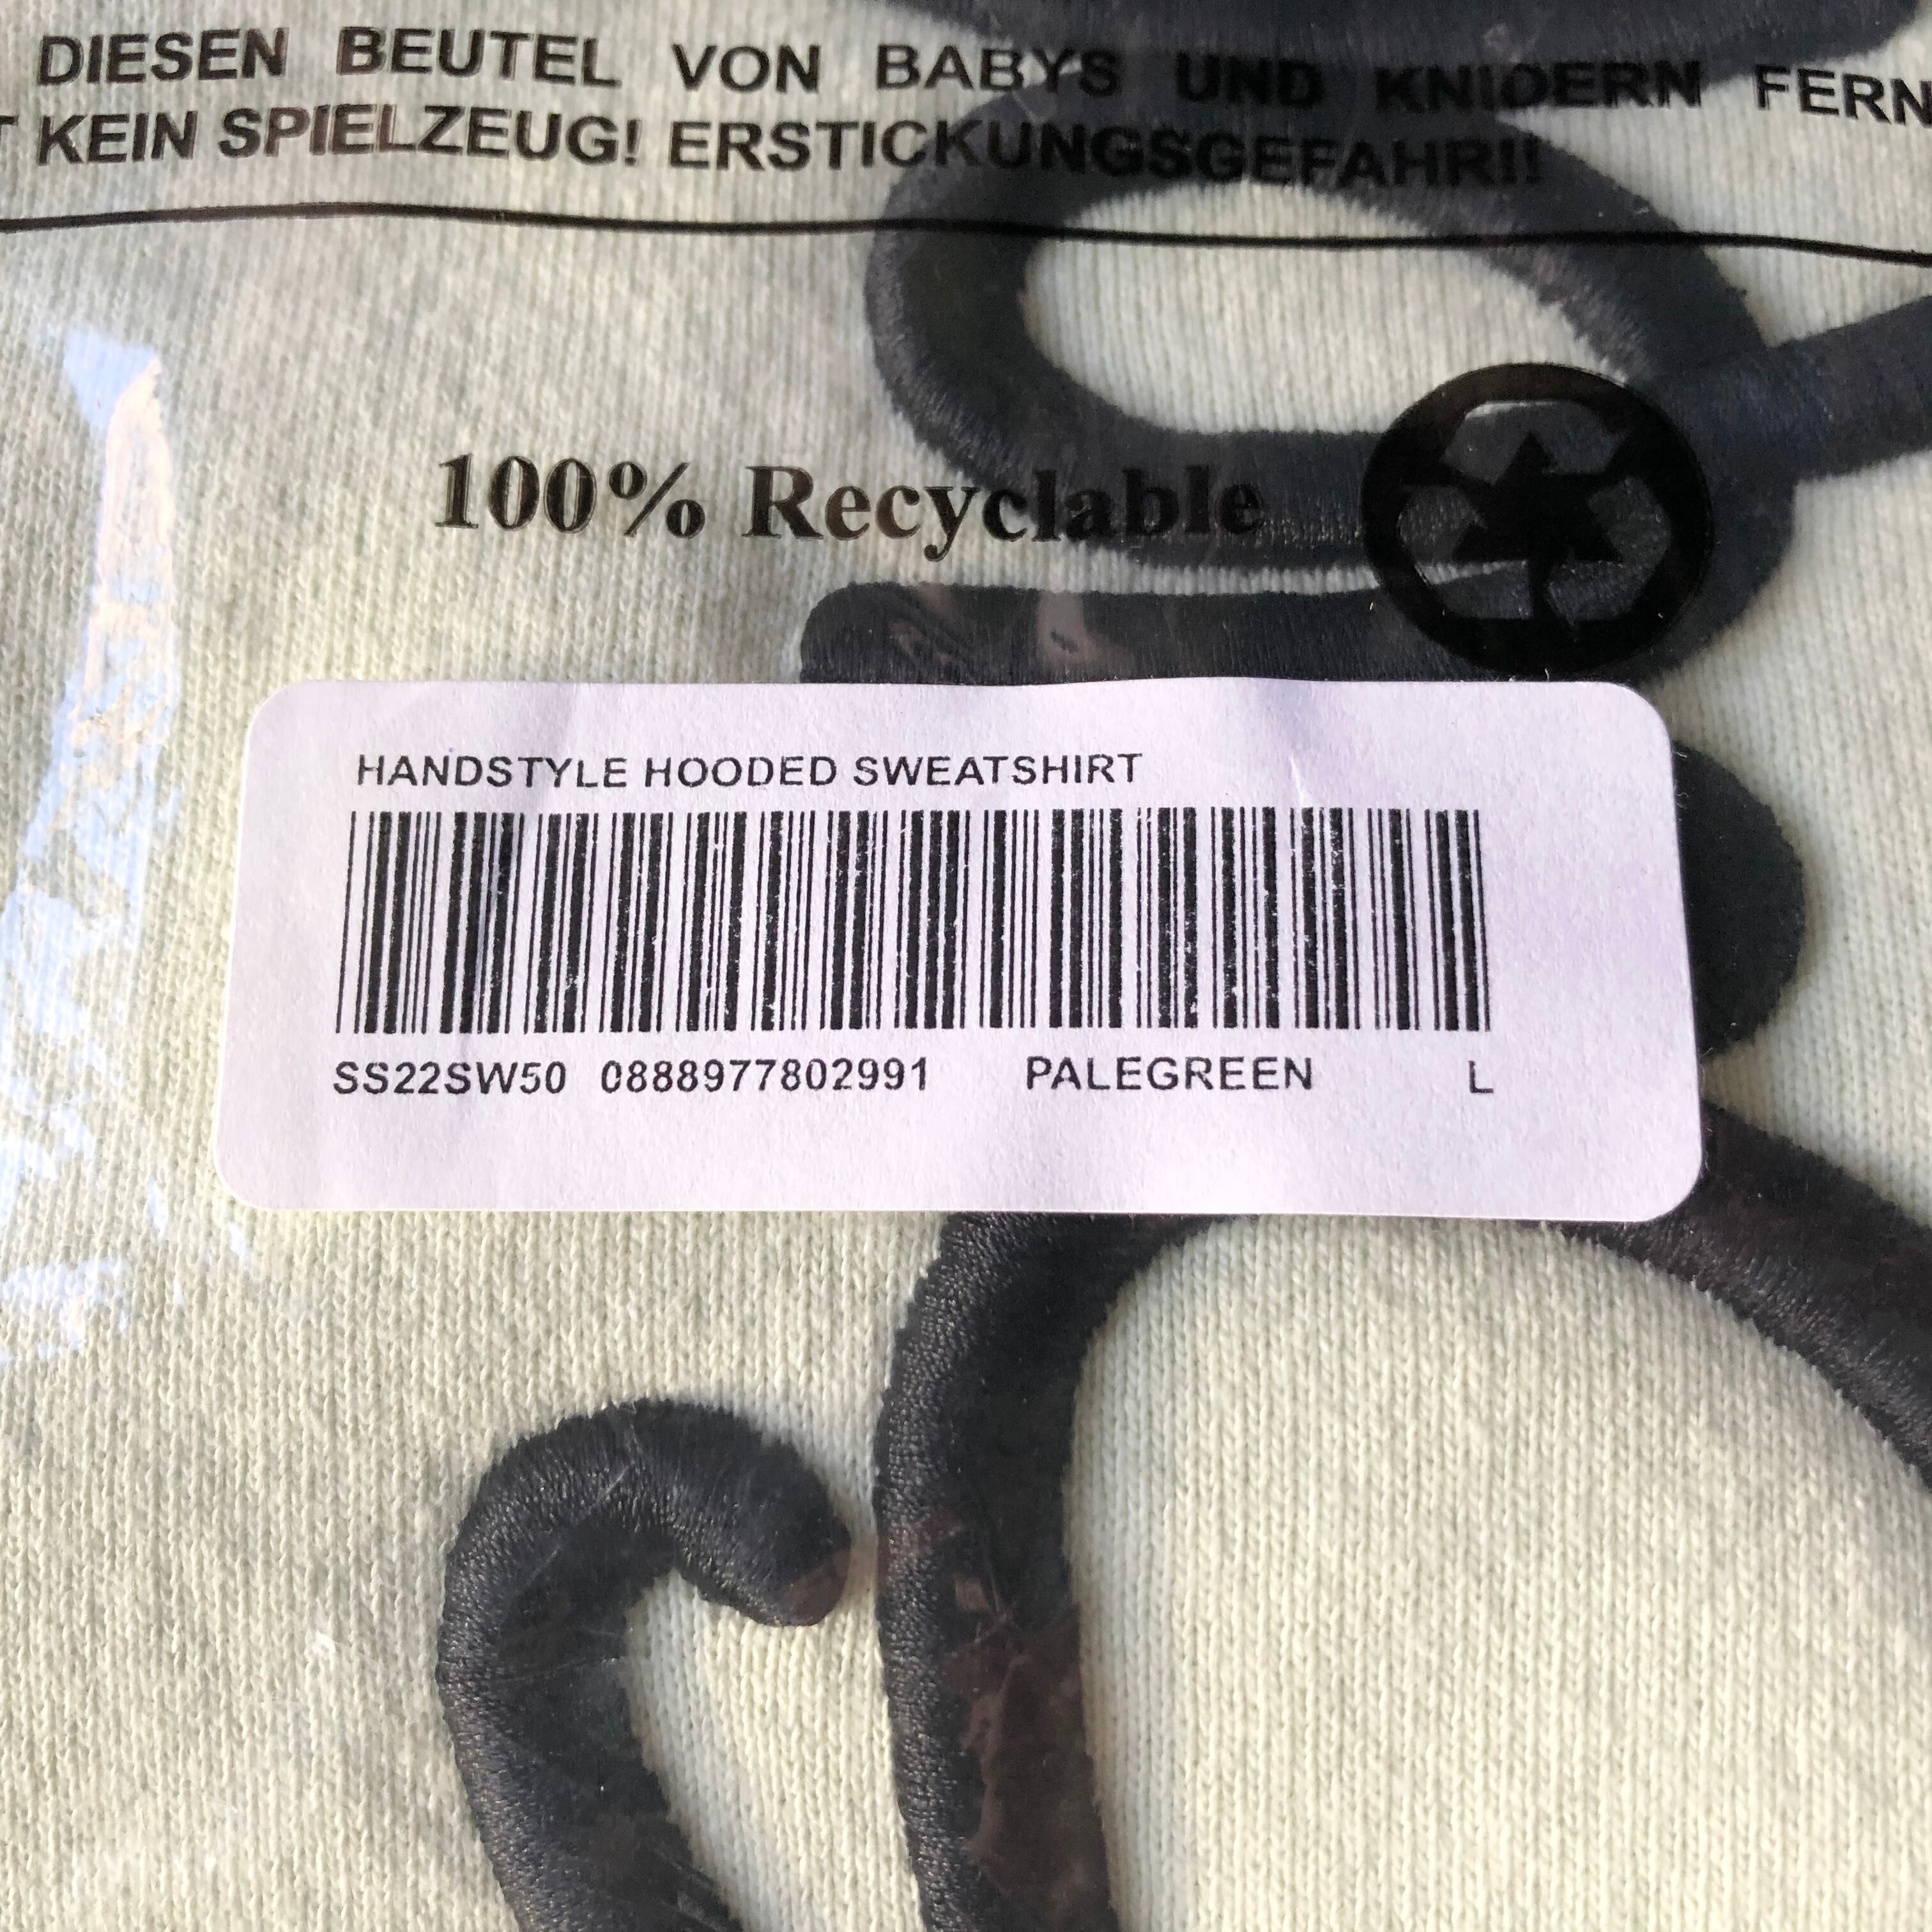 DIESEN BEUTEL VON BABYS UND KNIDERN FERN
T KEIN SPIELZEUG! ERSTICKUNGSGEFAHR!!
100% Recyclable
HANDSTYLE HOODED SWEATSHIRT
SS22SW50 0888977802991 PALEGREEN L